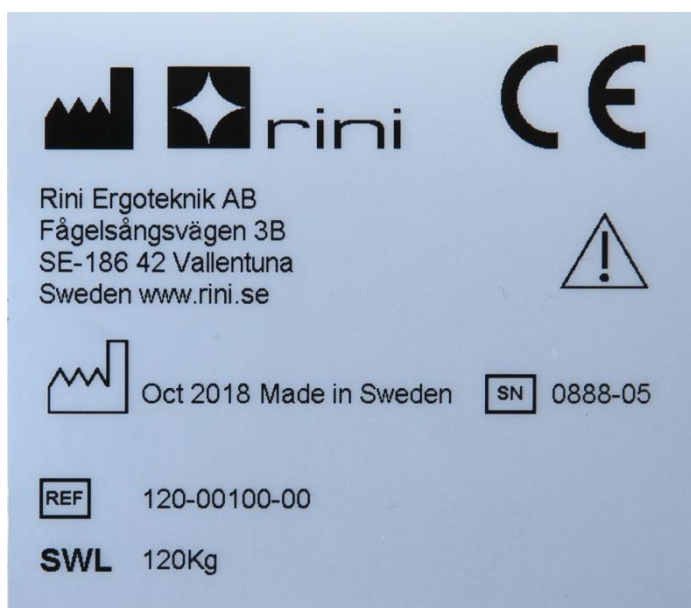 rini
CE
Rini Ergoteknik AB
Fågelsångsvägen 3B
SE-186 42 Vallentuna
Sweden www.rini.se
Oct 2018 Made in Sweden SN 0888-05
REF 120-00100-00
SWL 120Kg